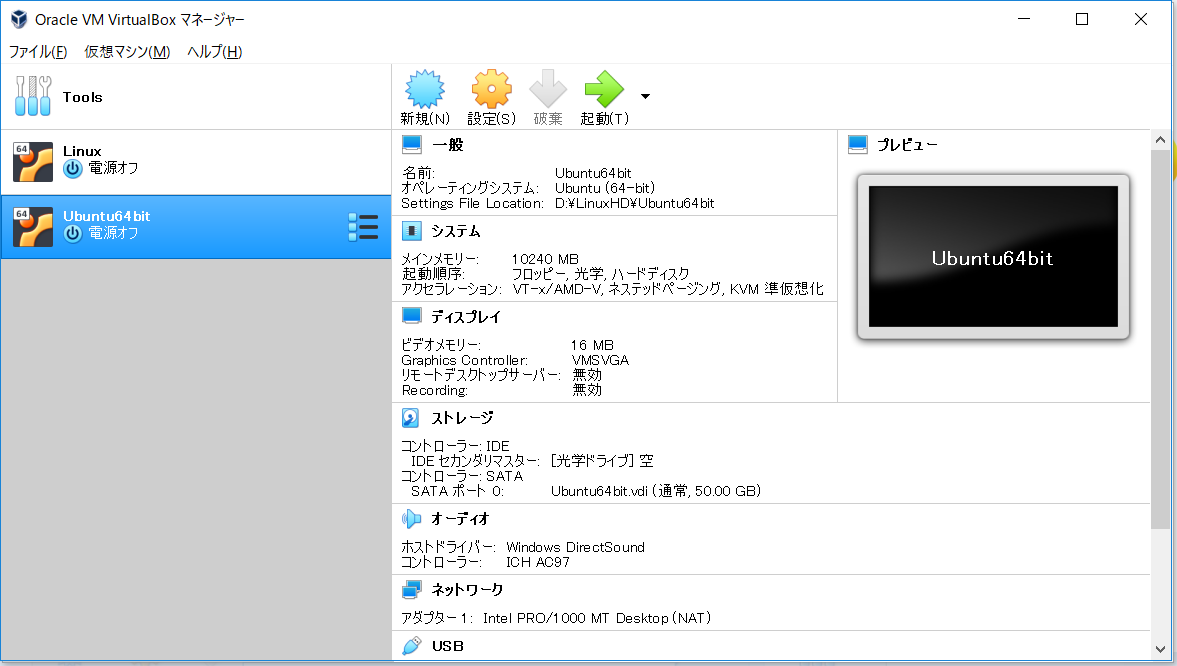 Oracle VM VirtualBox マネージャー
ファイル(F) 仮想マシン(M) ヘルプ(H)
Tools
64
Linux
電源オフ
64
Ubuntu64bit
電源オフ
新規(N) 設定(S) 破棄 起動(T)
一般
名前: Ubuntu64bit
オペレーティングシステム: Ubuntu (64-bit)
Settings File Location: D:¥LinuxHD¥Ubuntu64bit
システム
メインメモリー: 10240 MB
起動順序: フロッピー, 光学, ハードディスク
アクセラレーション: VT-x/AMD-V, ネステッドページング, KVM 準仮想化
ディスプレイ
ビデオメモリー: 16 MB
Graphics Controller: VMSVGA
リモートデスクトップサーバー: 無効
Recording: 無効
プレビュー
Ubuntu64bit
ストレージ
コントローラー: IDE
IDE セカンダリマスター: [光学ドライブ] 空
コントローラー: SATA
SATA ポート 0: Ubuntu64bit.vdi (通常, 50.00 GB)
オーディオ
ホストドライバー: Windows DirectSound
コントローラー: ICH AC97
ネットワーク
アダプター 1: Intel PRO/1000 MT Desktop (NAT)
USB